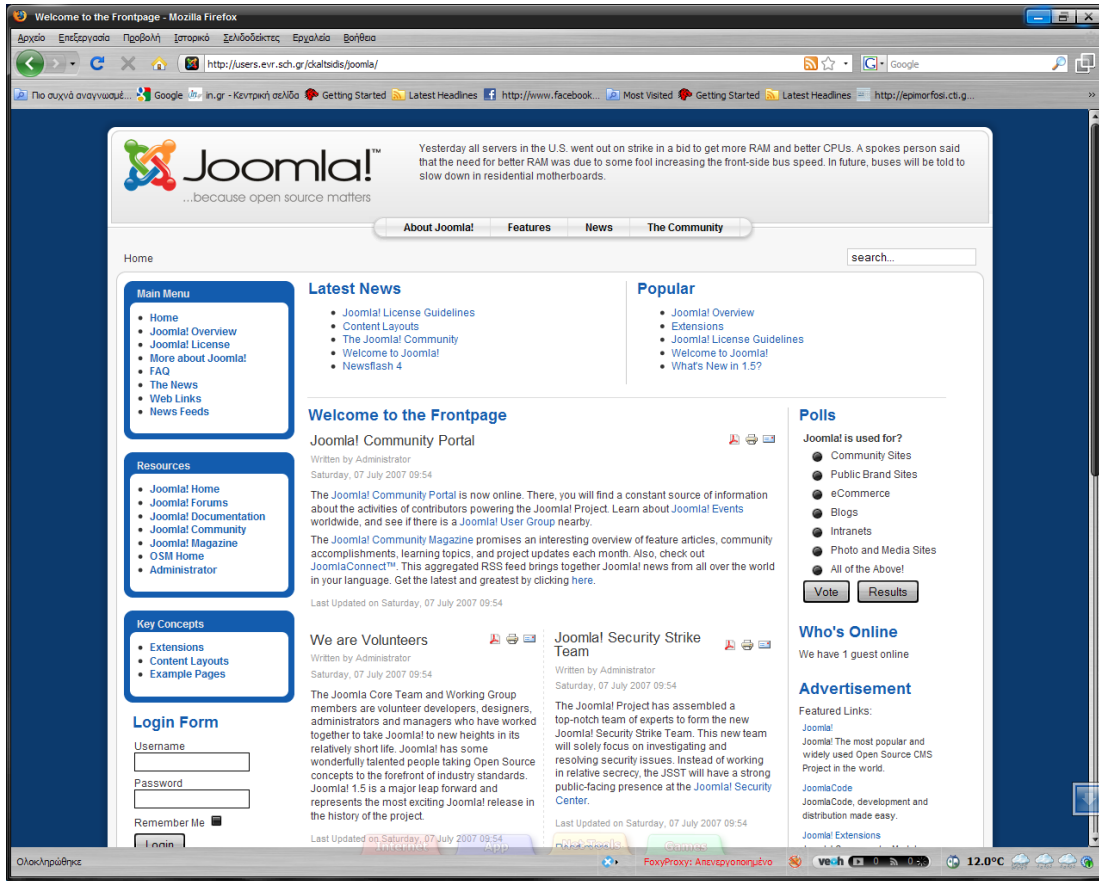 Welcome to the Frontpage - Mozilla Firefox
Αρχείο Επεξεργασία Προβολή Ιστορικό Σελιδοδείκτες Εργαλεία Βοήθεια
http://users.evr.sch.gr/ckaltsidis/joomla/
Google
Πιο συχνά αναγνωσμέ... Google in.gr - Κεντρική σελίδα Getting Started Latest Headlines http://www.facebook... Most Visited Getting Started Latest Headlines http://epimorfosi.cti.g... »
Joomla!™
...because open source matters
Yesterday all servers in the U.S. went out on strike in a bid to get more RAM and better CPUs. A spokes person said
that the need for better RAM was due to some fool increasing the front-side bus speed. In future, buses will be told to
slow down in residential motherboards.
About Joomla! Features News The Community
Home
search...
Main Menu
Home
Joomla! Overview
Joomla! License
More about Joomla!
FAQ
The News
Web Links
News Feeds
Resources
Joomla! Home
Joomla! Forums
Joomla! Documentation
Joomla! Community
Joomla! Magazine
OSM Home
Administrator
Key Concepts
Extensions
Content Layouts
Example Pages
Login Form
Username
Password
Remember Me
Login
Latest News
Joomla! License Guidelines
Content Layouts
The Joomla! Community
Welcome to Joomla!
Newsflash 4
Popular
Joomla! Overview
Extensions
Joomla! License Guidelines
Welcome to Joomla!
What's New in 1.5?
Welcome to the Frontpage
Joomla! Community Portal
Written by Administrator
Saturday, 07 July 2007 09:54
The Joomla! Community Portal is now online. There, you will find a constant source of information
about the activities of contributors powering the Joomla! Project. Learn about Joomla! Events
worldwide, and see if there is a Joomla! User Group nearby.
The Joomla! Community Magazine promises an interesting overview of feature articles, community
accomplishments, learning topics, and project updates each month. Also, check out
JoomlaConnect™. This aggregated RSS feed brings together Joomla! news from all over the world
in your language. Get the latest and greatest by clicking here.
Last Updated on Saturday, 07 July 2007 09:54
We are Volunteers
Written by Administrator
Saturday, 07 July 2007 09:54
The Joomla Core Team and Working Group
members are volunteer developers, designers,
administrators and managers who have worked
together to take Joomla! to new heights in its
relatively short life. Joomla! has some
wonderfully talented people taking Open Source
concepts to the forefront of industry standards.
Joomla! 1.5 is a major leap forward and
represents the most exciting Joomla! release in
the history of the project.
Last Updated on Saturday, 07 July 2007 09:54
Joomla! Security Strike
Team
Written by Administrator
Saturday, 07 July 2007 09:54
The Joomla! Project has assembled a
top-notch team of experts to form the new
Joomla! Security Strike Team. This new team
will solely focus on investigating and
resolving security issues. Instead of working
in relative secrecy, the JSST will have a strong
public-facing presence at the Joomla! Security
Center.
Last Updated on Saturday, 07 July 2007 09:54
Polls
Joomla! is used for?
Community Sites
Public Brand Sites
eCommerce
Blogs
Intranets
Photo and Media Sites
All of the Above!
Vote Results
Who's Online
We have 1 guest online
Advertisement
Featured Links:
Joomla!
Joomla! The most popular and
widely used Open Source CMS
Project in the world.
JoomlaCode
JoomlaCode, development and
distribution made easy.
Joomla! Extensions
Internet App Games
Ολοκληρώθηκε
FoxyProxy: Απενεργοποιημένο
veoh 0 0
12.0°C